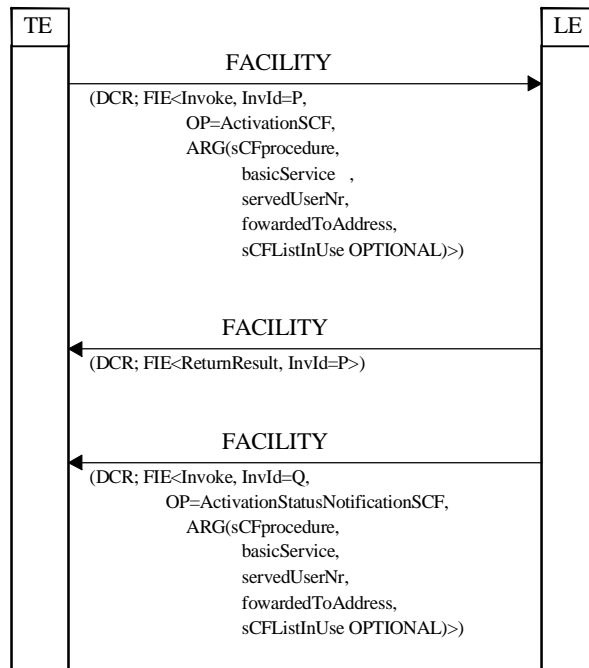 TE LE
FACILITY
(DCR; FIE<Invoke, InvId=P,
OP=ActivationSCF,
ARG(sCFprocedure,
basicService ,
servedUserNr,
fowardedToAddress,
sCFListInUse OPTIONAL)>)
FACILITY
(DCR; FIE<ReturnResult, InvId=P>)
FACILITY
(DCR; FIE<Invoke, InvId=Q,
OP=ActivationStatusNotificationSCF,
ARG(sCFprocedure,
basicService,
servedUserNr,
fowardedToAddress,
sCFListInUse OPTIONAL)>)